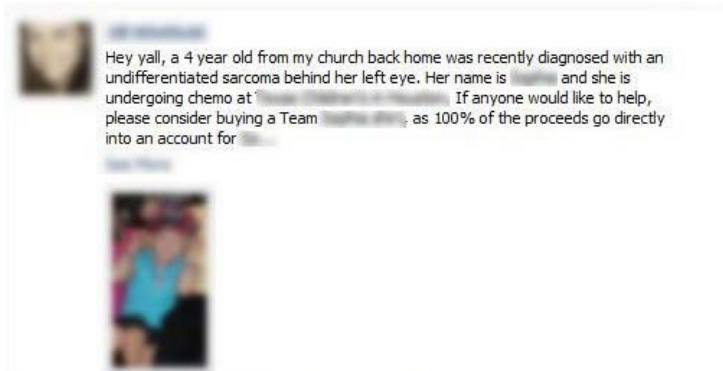 Hey yall, a 4 year old from my church back home was recently diagnosed with an
undifferentiated sarcoma behind her left eye. Her name is and she is
undergoing chemo at . If anyone would like to help,
please consider buying a Team , as 100% of the proceeds go directly
into an account for ...